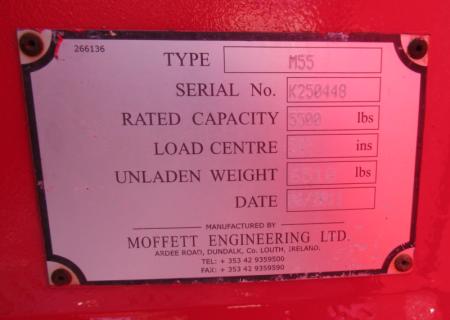 266136
TYPE M55
SERIAL No. K250448
RATED CAPACITY 5500 lbs
LOAD CENTRE ins
UNLADEN WEIGHT lbs
DATE
MANUFACTURED BY
MOFFETT ENGINEERING LTD.
ARDEE ROAD, DUNDALK, Co. LOUTH, IRELAND.
TEL: + 353 42 9359500
FAX: + 353 42 9359590